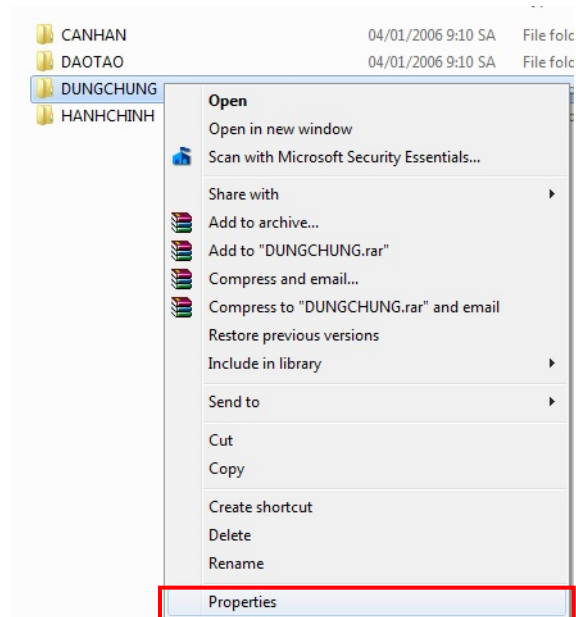 CANHAN 04/01/2006 9:10 SA File fold
DAOTAO 04/01/2006 9:10 SA File fold
DUNGCHUNG
HANHCHINH
Open
Open in new window
Scan with Microsoft Security Essentials...
Share with
Add to archive...
Add to "DUNGCHUNG.rar"
Compress and email...
Compress to "DUNGCHUNG.rar" and email
Restore previous versions
Include in library
Send to
Cut
Copy
Create shortcut
Delete
Rename
Properties